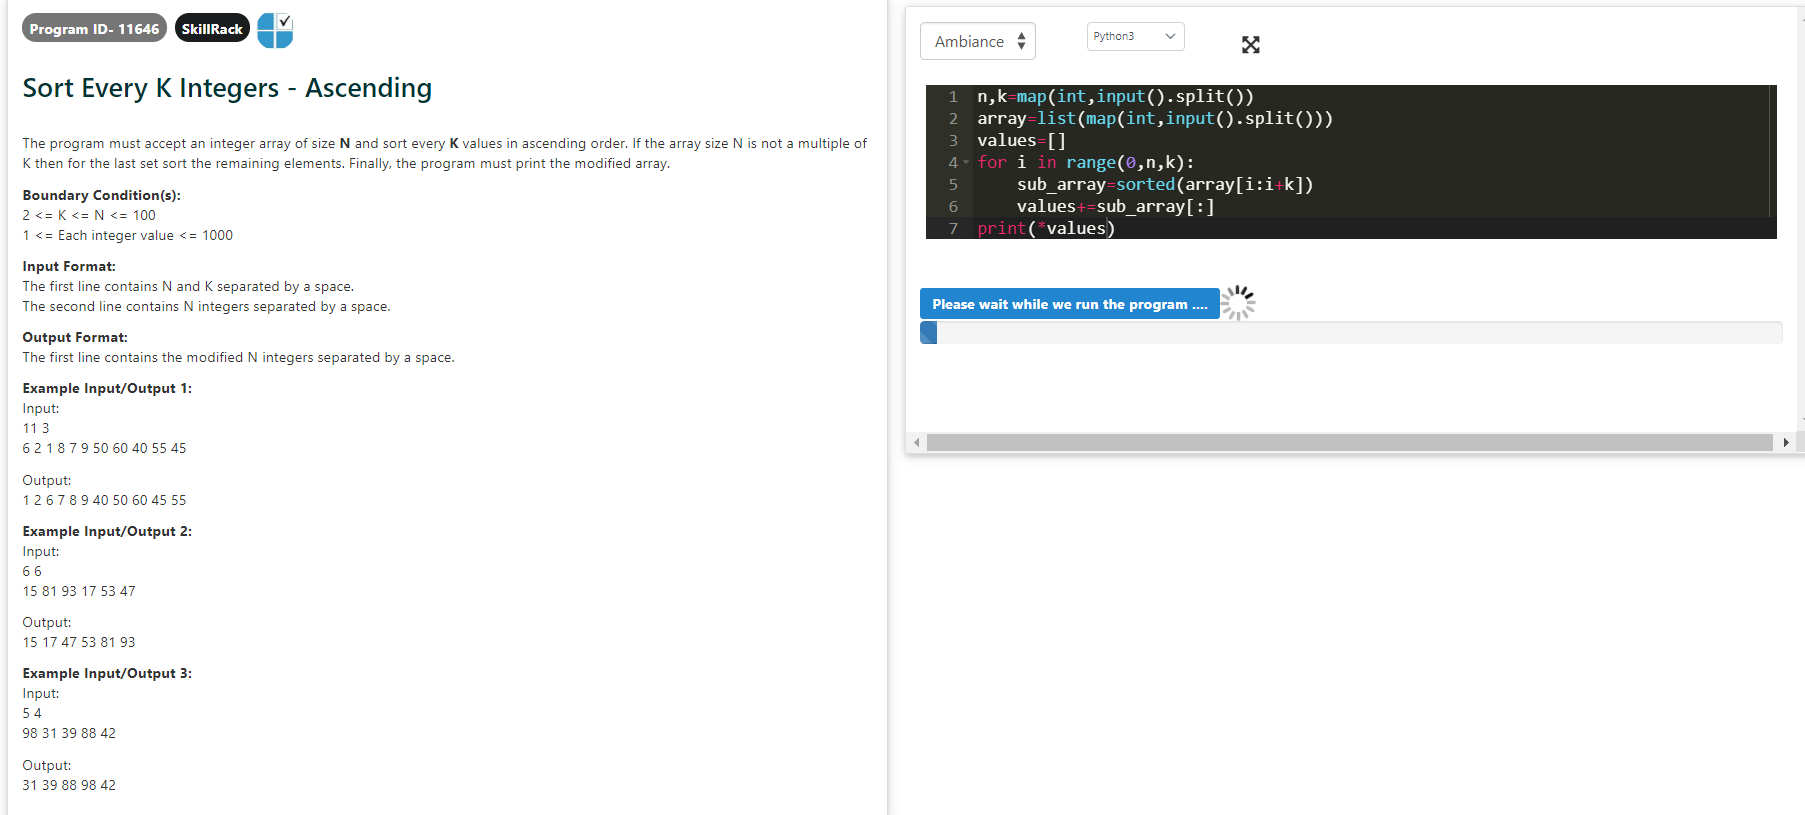 Program ID- 11646 SkillRack
Sort Every K Integers - Ascending
The program must accept an integer array of size N and sort every K values in ascending order. If the array size N is not a multiple of
K then for the last set sort the remaining elements. Finally, the program must print the modified array.
Boundary Condition(s):
2 <= K <= N <= 100
1 <= Each integer value <= 1000
Input Format:
The first line contains N and K separated by a space.
The second line contains N integers separated by a space.
Output Format:
The first line contains the modified N integers separated by a space.
Example Input/Output 1:
Input:
11 3
6 2 1 8 7 9 50 60 40 55 45
Output:
1 2 6 7 8 9 40 50 60 45 55
Example Input/Output 2:
Input:
6 6
15 81 93 17 53 47
Output:
15 17 47 53 81 93
Example Input/Output 3:
Input:
5 4
98 31 39 88 42
Output:
31 39 88 98 42
Ambiance Python3
1 n,k=map(int,input().split())
2 array=list(map(int,input().split()))
3 values=[]
4 for i in range(0,n,k):
5 sub_array=sorted(array[i:i+k])
6 values+=sub_array[:]
7 print(*values)
Please wait while we run the program ....